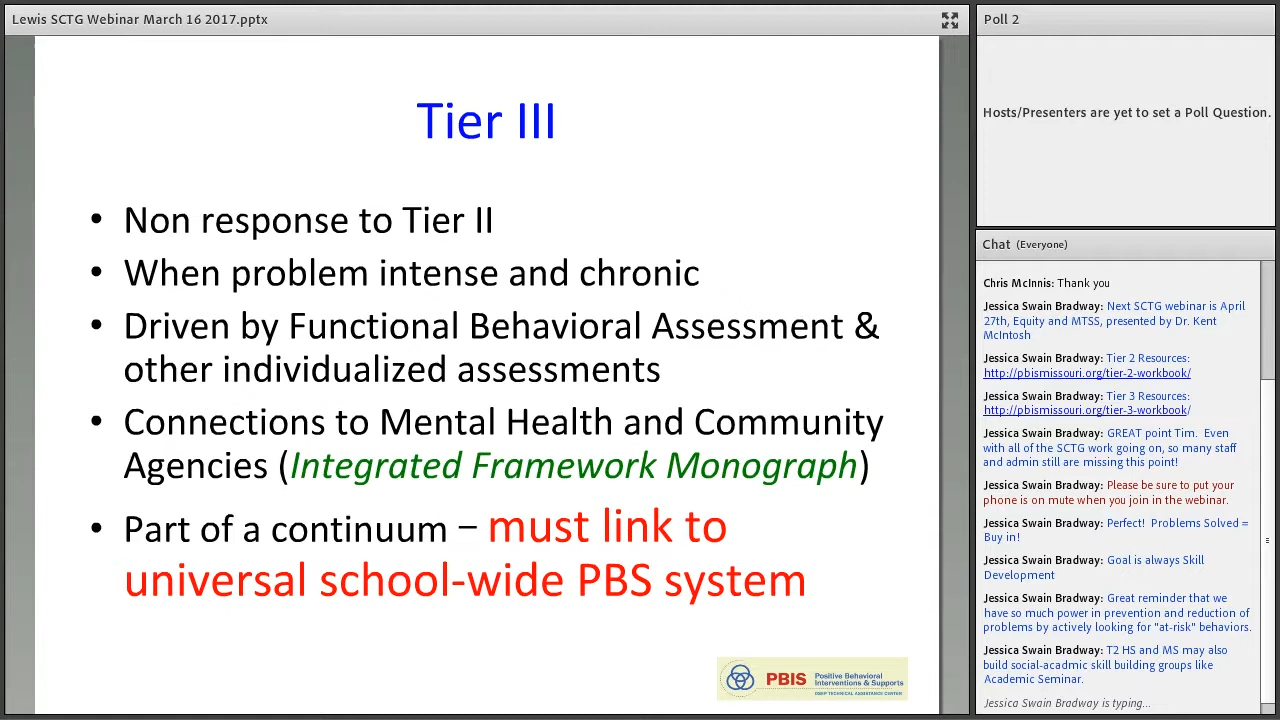 Lewis SCTG Webinar March 16 2017.pptx
Tier III
• Non response to Tier II
• When problem intense and chronic
• Driven by Functional Behavioral Assessment &
other individualized assessments
• Connections to Mental Health and Community
Agencies (Integrated Framework Monograph)
• Part of a continuum – must link to
universal school-wide PBS system
PBIS
Positive Behavioral
Interventions & Supports
OSEP TECHNICAL ASSISTANCE CENTER
Poll 2
Hosts/Presenters are yet to set a Poll Question.
Chat (Everyone)
Chris McInnis: Thank you
Jessica Swain Bradway: Next SCTG webinar is April
27th, Equity and MTSS, presented by Dr. Kent
McIntosh
Jessica Swain Bradway: Tier 2 Resources:
http://pbismissouri.org/tier-2-workbook/
Jessica Swain Bradway: Tier 3 Resources:
http://pbismissouri.org/tier-3-workbook/
Jessica Swain Bradway: GREAT point Tim. Even
with all of the SCTG work going on, so many staff
and admin still are missing this point!
Jessica Swain Bradway: Please be sure to put your
phone is on mute when you join in the webinar.
Jessica Swain Bradway: Perfect! Problems Solved =
Buy in!
Jessica Swain Bradway: Goal is always Skill
Development
Jessica Swain Bradway: Great reminder that we
have so much power in prevention and reduction of
problems by actively looking for "at-risk" behaviors.
Jessica Swain Bradway: T2 HS and MS may also
build social-acadmic skill building groups like
Academic Seminar.
Jessica Swain Bradway is typing...